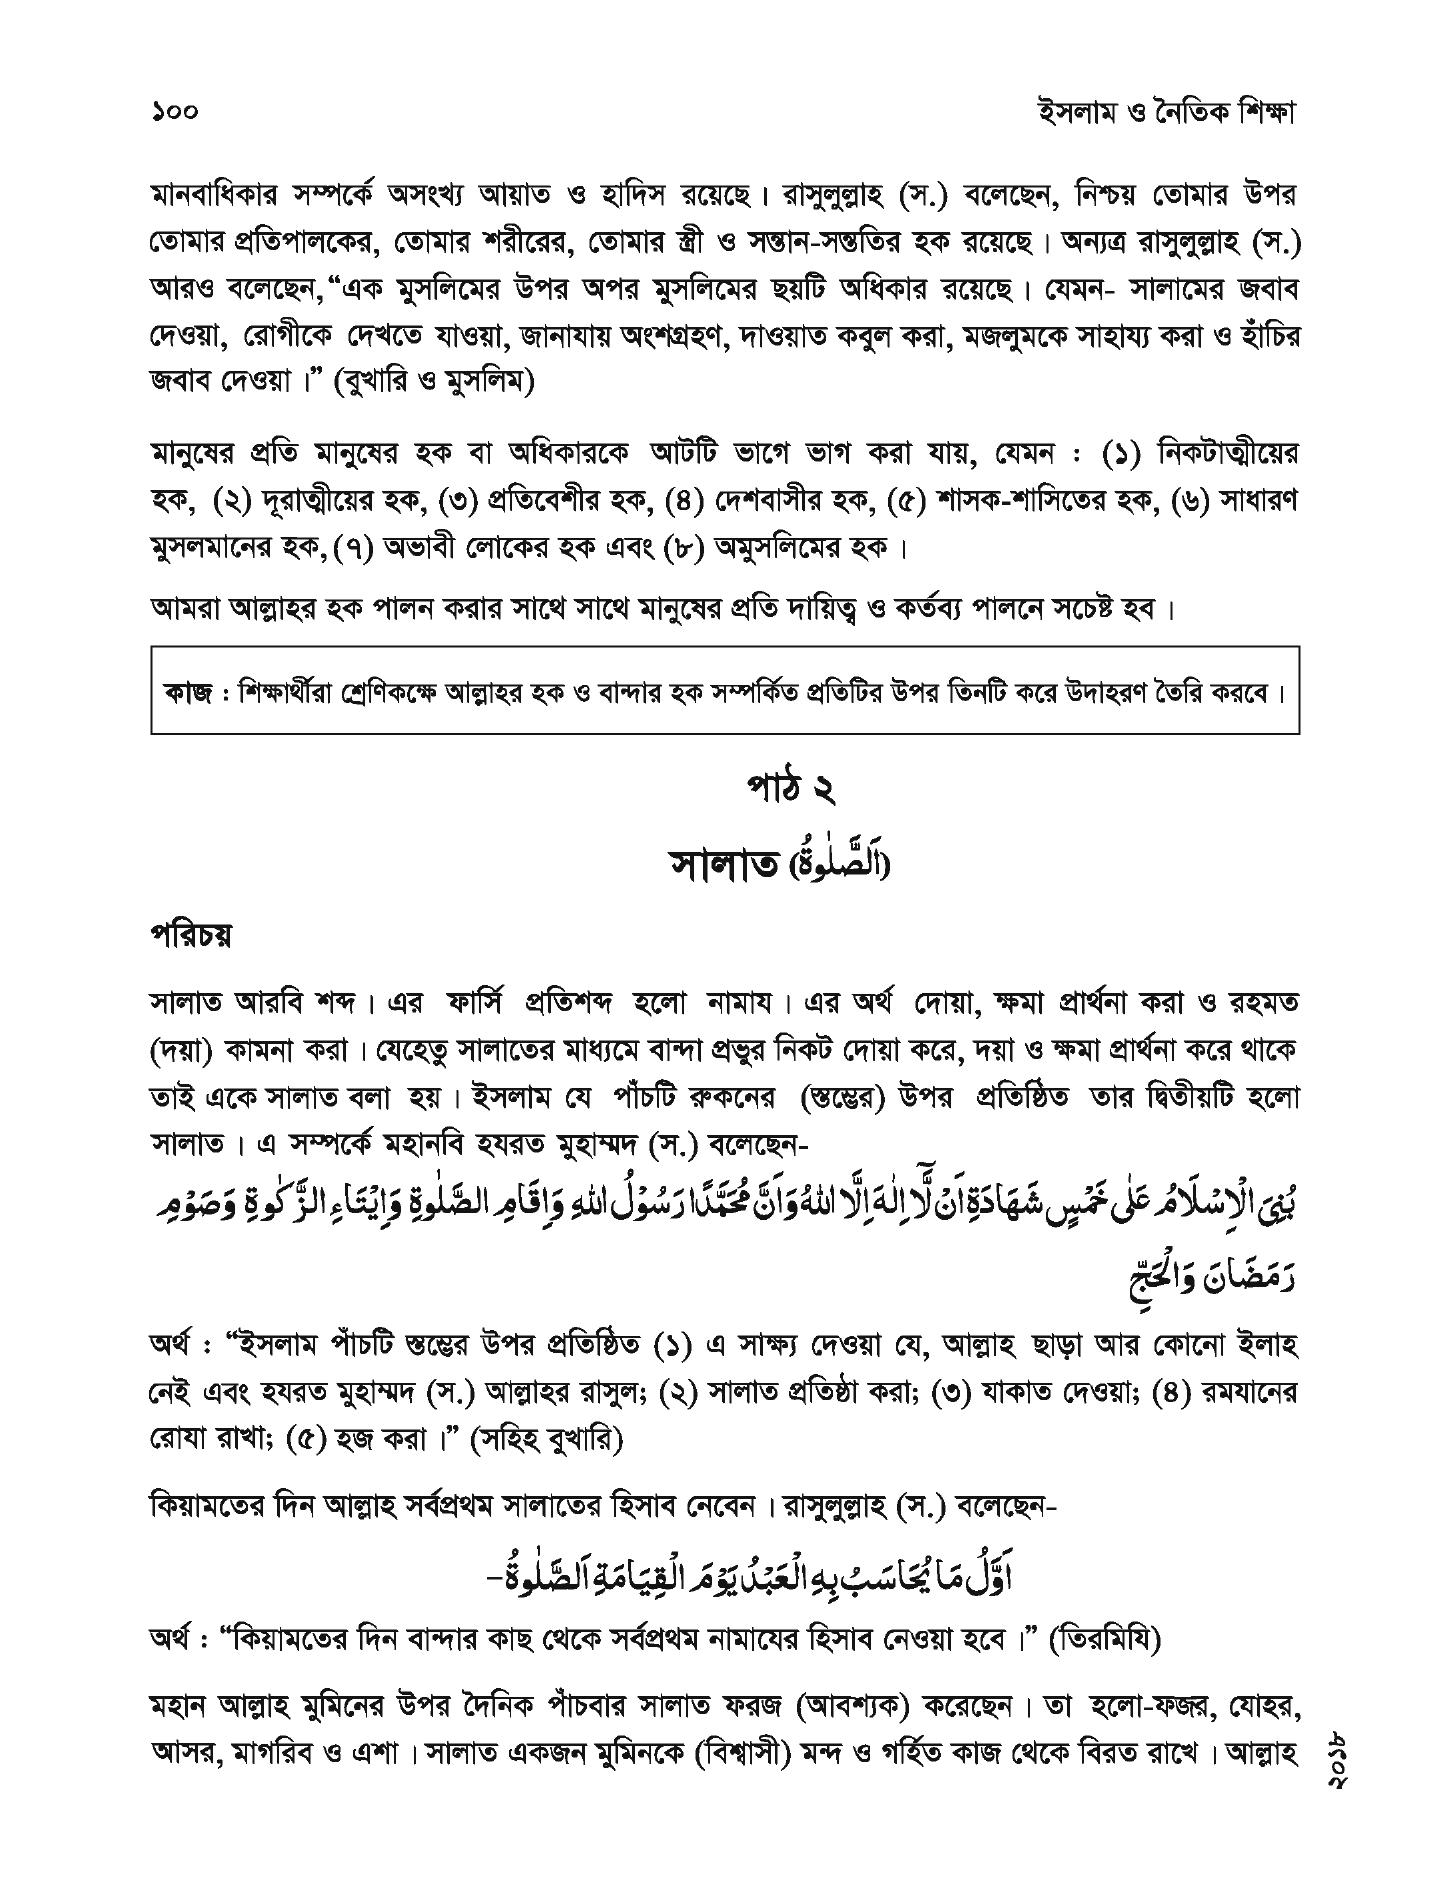 ১০০
ইসলাম ও নৈতিক শিক্ষা
মানবাধিকার সম্পর্কে অসংখ্য আয়াত ও হাদিস রয়েছে। রাসুলুল্লাহ (স.) বলেছেন, নিশ্চয় তোমার উপর
তোমার প্রতিপালকের, তোমার শরীরের, তোমার স্ত্রী ও সন্তান-সন্ততির হক রয়েছে। অন্যত্র রাসুলুল্লাহ (স.)
আরও বলেছেন,“এক মুসলিমের উপর অপর মুসলিমের ছয়টি অধিকার রয়েছে। যেমন- সালামের জবাব
দেওয়া, রোগীকে দেখতে যাওয়া, জানাযায় অংশগ্রহণ, দাওয়াত কবুল করা, মজলুমকে সাহায্য করা ও হাঁচির
জবাব দেওয়া।” (বুখারি ও মুসলিম)
মানুষের প্রতি মানুষের হক বা অধিকারকে আটটি ভাগে ভাগ করা যায়, যেমন : (১) নিকটাত্মীয়ের
হক, (২) দূরাত্মীয়ের হক, (৩) প্রতিবেশীর হক, (৪) দেশবাসীর হক, (৫) শাসক-শাসিতের হক, (৬) সাধারণ
মুসলমানের হক,(৭) অভাবী লোকের হক এবং (৮) অমুসলিমের হক।
আমরা আল্লাহর হক পালন করার সাথে সাথে মানুষের প্রতি দায়িত্ব ও কর্তব্য পালনে সচেষ্ট হব।
কাজ : শিক্ষার্থীরা শ্রেণিকক্ষে আল্লাহর হক ও বান্দার হক সম্পর্কিত প্রতিটির উপর তিনটি করে উদাহরণ তৈরি করবে।
পাঠ ২
সালাত (اَلصَّلٰوةُ)
পরিচয়
সালাত আরবি শব্দ। এর ফার্সি প্রতিশব্দ হলো নামায। এর অর্থ দোয়া, ক্ষমা প্রার্থনা করা ও রহমত
(দয়া) কামনা করা। যেহেতু সালাতের মাধ্যমে বান্দা প্রভুর নিকট দোয়া করে, দয়া ও ক্ষমা প্রার্থনা করে থাকে
তাই একে সালাত বলা হয়। ইসলাম যে পাঁচটি রুকনের (স্তম্ভের) উপর প্রতিষ্ঠিত তার দ্বিতীয়টি হলো
সালাত। এ সম্পর্কে মহানবি হযরত মুহাম্মদ (স.) বলেছেন-
بُنِىَ الْاِسْلَامُ عَلٰى خَمْسٍ شَهَادَةِ اَنْ لَّا اِلٰهَ اِلَّا اللهُ وَاَنَّ مُحَمَّدًا رَسُوْلُ اللهِ وَاِقَامِ الصَّلٰوةِ وَاِيْتَاءِ الزَّكٰوةِ وَصَوْمِ
رَمَضَانَ وَالْحَجِّ
অর্থ : “ইসলাম পাঁচটি স্তম্ভের উপর প্রতিষ্ঠিত (১) এ সাক্ষ্য দেওয়া যে, আল্লাহ ছাড়া আর কোনো ইলাহ
নেই এবং হযরত মুহাম্মদ (স.) আল্লাহর রাসুল; (২) সালাত প্রতিষ্ঠা করা; (৩) যাকাত দেওয়া; (৪) রমযানের
রোযা রাখা; (৫) হজ করা।” (সহিহ বুখারি)
কিয়ামতের দিন আল্লাহ সর্বপ্রথম সালাতের হিসাব নেবেন। রাসুলুল্লাহ (স.) বলেছেন-
اَوَّلُ مَا يُحَاسَبُ بِهِ الْعَبْدُ يَوْمَ الْقِيَامَةِ اَلصَّلٰوةُ-
অর্থ : “কিয়ামতের দিন বান্দার কাছ থেকে সর্বপ্রথম নামাযের হিসাব নেওয়া হবে।” (তিরমিযি)
মহান আল্লাহ মুমিনের উপর দৈনিক পাঁচবার সালাত ফরজ (আবশ্যক) করেছেন। তা হলো-ফজর, যোহর,
আসর, মাগরিব ও এশা। সালাত একজন মুমিনকে (বিশ্বাসী) মন্দ ও গর্হিত কাজ থেকে বিরত রাখে। আল্লাহ
২০১৮